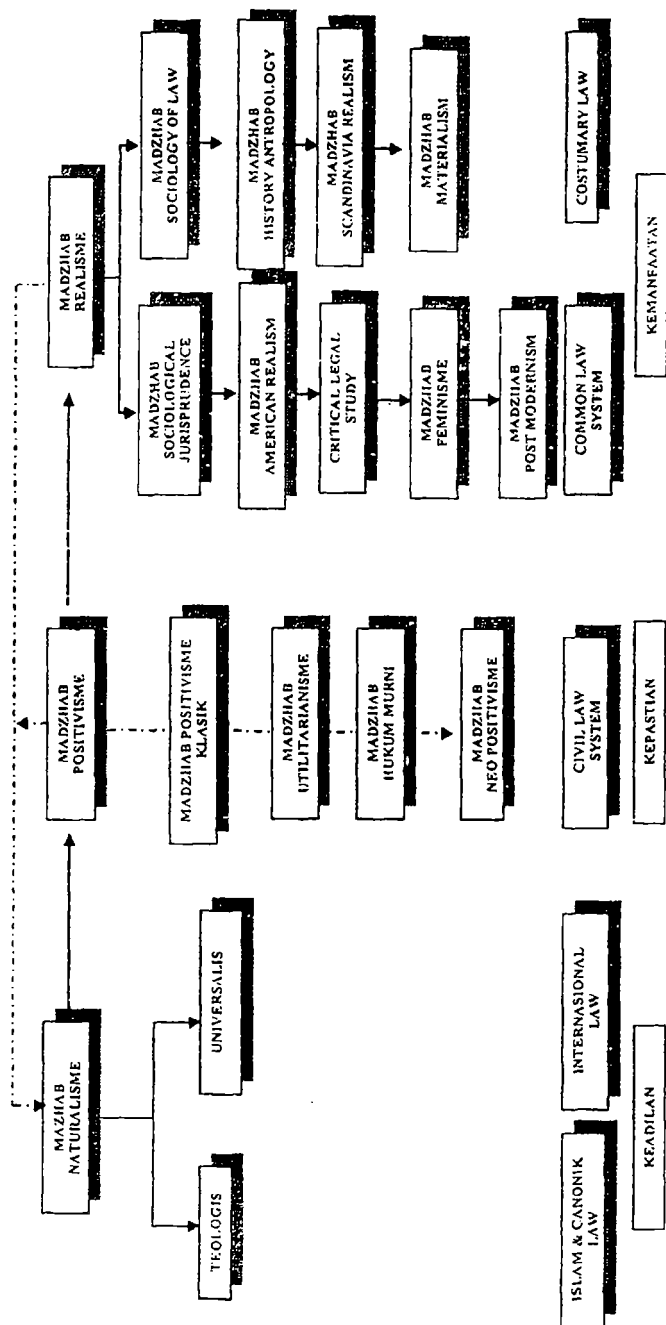 MAZHAB
NATURALISME
MADZHAB
POSITIVISME
MADZHAB
REALISME
TEOLOGIS
UNIVERSALIS
MADZHAB POSITIVISME
KLASIK
MADZHAB
UTILITARIANISME
MADZHAB
HUKUM MURNI
MADZHAB
NEO POSITIVISME
MADZHAB
SOCIOLOGICAL
JURISPRUDENCE
MADZHAB
SOCIOLOGY OF LAW
MADZHAB
AMERICAN REALISM
MADZHAB
HISTORY ANTROPOLOGY
CRITICAL LEGAL
STUDY
MADZHAB
SCANDINAVIA REALISM
MADZHAB
FEMINISME
MADZHAB
MATERIALISM
MADZHAB
POST MODERNISM
ISLAM & CANONIK
LAW
INTERNASIONAL
LAW
CIVIL LAW
SYSTEM
COMMON LAW
SYSTEM
COSTUMARY LAW
KEADILAN
KEPASTIAN
KEMANFAATAN